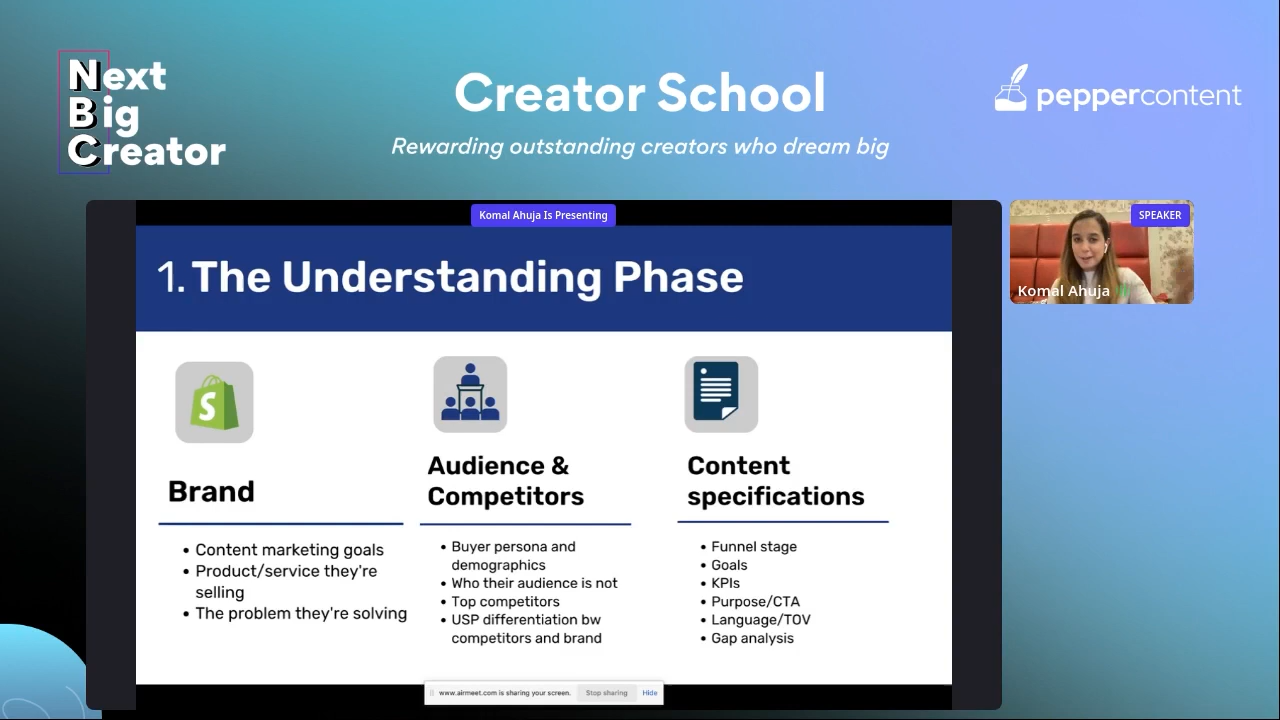 Next
Big
Creator
Creator School
Rewarding outstanding creators who dream big
peppercontent
Komal Ahuja Is Presenting
SPEAKER
Komal Ahuja
1. The Understanding Phase
S
Brand
• Content marketing goals
• Product/service they're
selling
• The problem they're solving
Audience &
Competitors
• Buyer persona and
demographics
• Who their audience is not
• Top competitors
• USP differentiation bw
competitors and brand
Content
specifications
• Funnel stage
• Goals
• KPIs
• Purpose/CTA
• Language/TOV
• Gap analysis
www.airmeet.com is sharing your screen. Stop sharing Hide